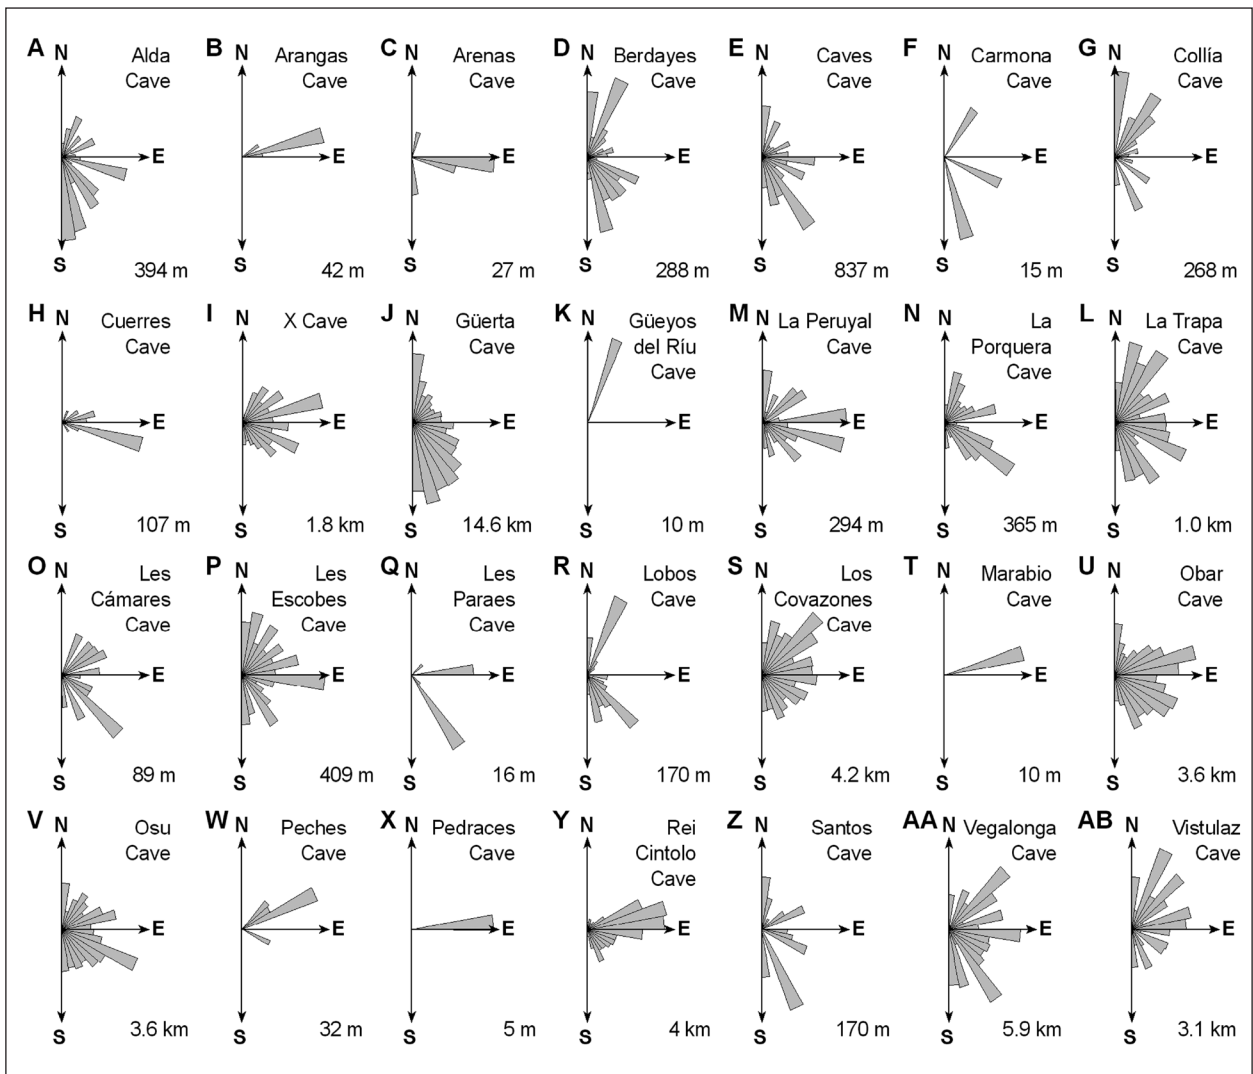 A
N
Alda
Cave
E
S
394 m
B
N
Arangas
Cave
E
S
42 m
C
N
Arenas
Cave
E
S
27 m
D
N
Berdayes
Cave
E
S
288 m
E
N
Caves
Cave
E
S
837 m
F
N
Carmona
Cave
E
S
15 m
G
N
Collía
Cave
E
S
268 m
H
N
Cuerres
Cave
E
S
107 m
I
N
X Cave
E
S
1.8 km
J
N
Güerta
Cave
E
S
14.6 km
K
N
Güeyos
del Ríu
Cave
E
S
10 m
M
N
La Peruyal
Cave
E
S
294 m
N
N
La
Porquera
Cave
E
S
365 m
L
N
La Trapa
Cave
E
S
1.0 km
O
N
Les
Cámares
Cave
E
S
89 m
P
N
Les
Escobes
Cave
E
S
409 m
Q
N
Les
Paraes
Cave
E
S
16 m
R
N
Lobos
Cave
E
S
170 m
S
N
Los
Covazones
Cave
E
S
4.2 km
T
N
Marabio
Cave
E
S
10 m
U
N
Obar
Cave
E
S
3.6 km
V
N
Osu
Cave
E
S
3.6 km
W
N
Peches
Cave
E
S
32 m
X
N
Pedraces
Cave
E
S
5 m
Y
N
Rei
Cintolo
Cave
E
S
4 km
Z
N
Santos
Cave
E
S
170 m
AA
N
Vegalonga
Cave
E
S
5.9 km
AB
N
Vistulaz
Cave
E
S
3.1 km